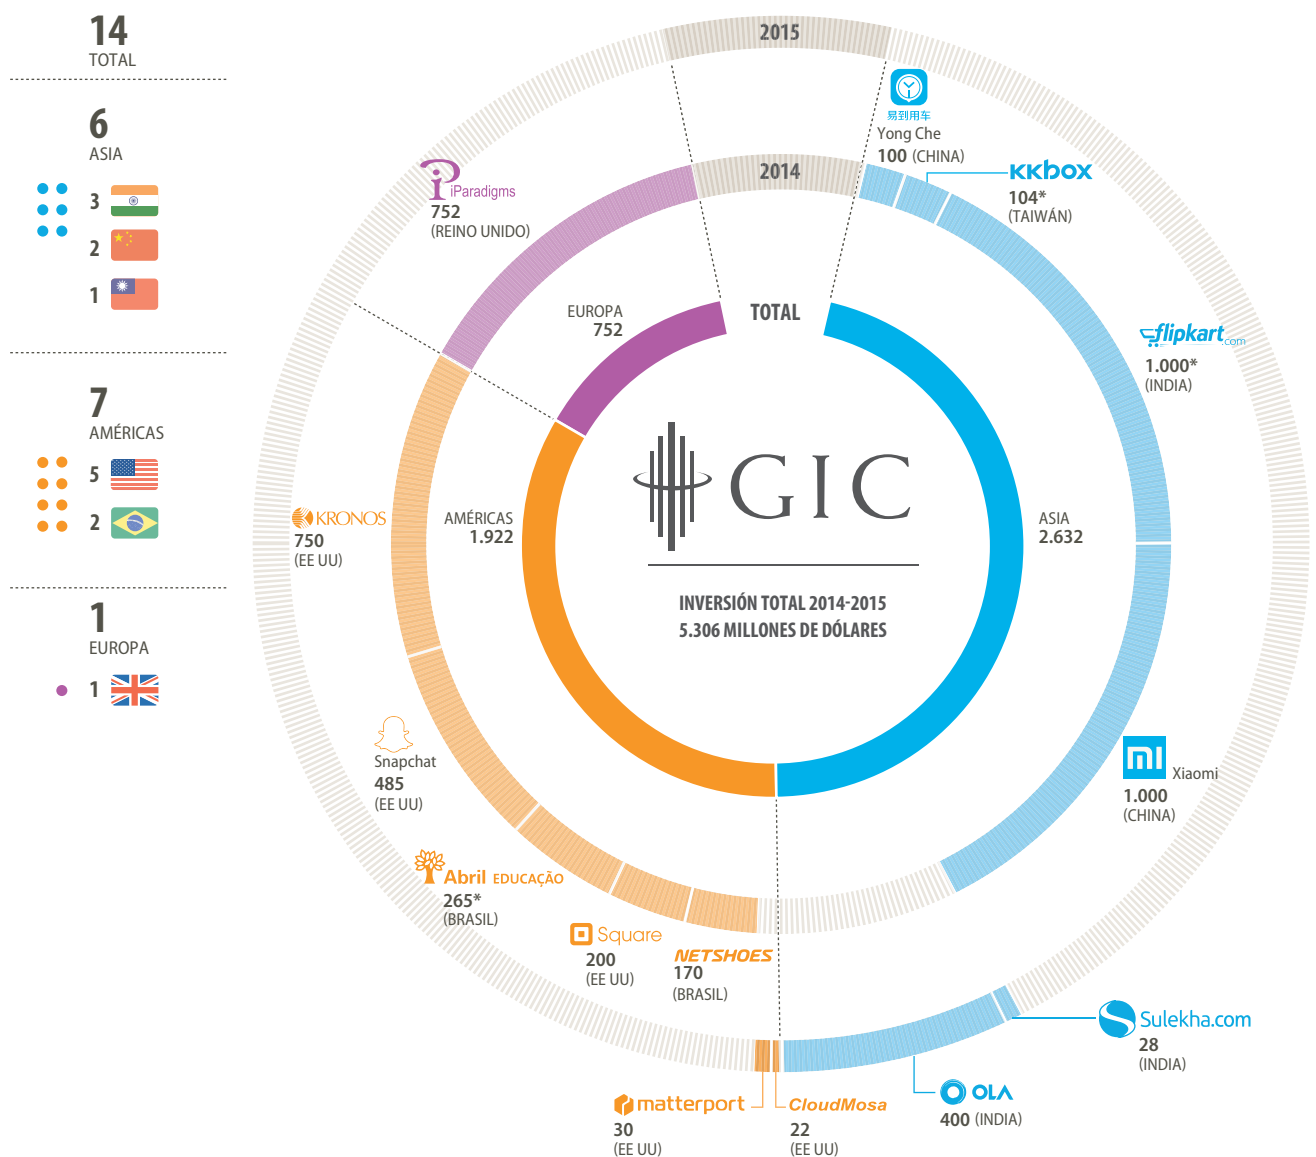 14
TOTAL
6
ASIA
3
2
1
7
AMÉRICAS
5
2
1
EUROPA
1
2015
2014
TOTAL
易到用车
Yong Che
100 (CHINA)
KKBOX
104*
(TAIWÁN)
flipkart.com
1.000*
(INDIA)
mi
Xiaomi
1.000
(CHINA)
Sulekha.com
28
(INDIA)
OLA
400 (INDIA)
CloudMosa
22
(EE UU)
matterport
30
(EE UU)
NETSHOES
170
(BRASIL)
Square
200
(EE UU)
Abril EDUCAÇÃO
265*
(BRASIL)
Snapchat
485
(EE UU)
KRONOS
750
(EE UU)
iP
iParadigms
752
(REINO UNIDO)
EUROPA
752
AMÉRICAS
1.922
ASIA
2.632
GIC
INVERSIÓN TOTAL 2014-2015
5.306 MILLONES DE DÓLARES